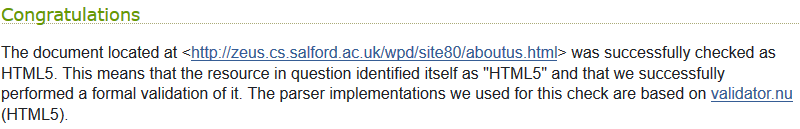 Congratulations
The document located at <http://zeus.cs.salford.ac.uk/wpd/site80/aboutus.html> was successfully checked as
HTML5. This means that the resource in question identified itself as "HTML5" and that we successfully
performed a formal validation of it. The parser implementations we used for this check are based on validator.nu
(HTML5).